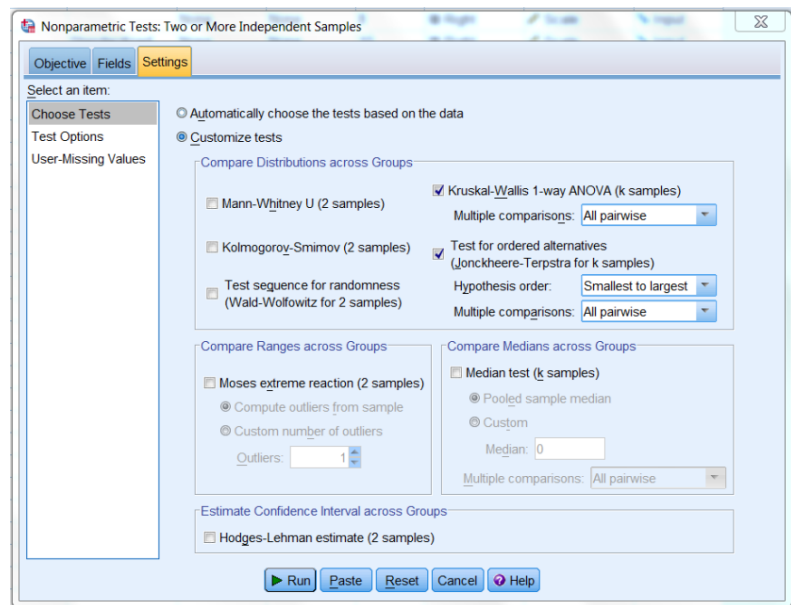 Nonparametric Tests: Two or More Independent Samples
Objective Fields Settings
Select an item:
Choose Tests
Test Options
User-Missing Values
Automatically choose the tests based on the data
Customize tests
Compare Distributions across Groups
Mann-Whitney U (2 samples)
Kolmogorov-Smirnov (2 samples)
Test sequence for randomness
(Wald-Wolfowitz for 2 samples)
Kruskal-Wallis 1-way ANOVA (k samples)
Multiple comparisons: All pairwise
Test for ordered alternatives
(Jonckheere-Terpstra for k samples)
Hypothesis order: Smallest to largest
Multiple comparisons: All pairwise
Compare Ranges across Groups
Moses extreme reaction (2 samples)
Compute outliers from sample
Custom number of outliers
Outliers: 1
Compare Medians across Groups
Median test (k samples)
Pooled sample median
Custom
Median: 0
Multiple comparisons: All pairwise
Estimate Confidence Interval across Groups
Hodges-Lehman estimate (2 samples)
Run Paste Reset Cancel Help